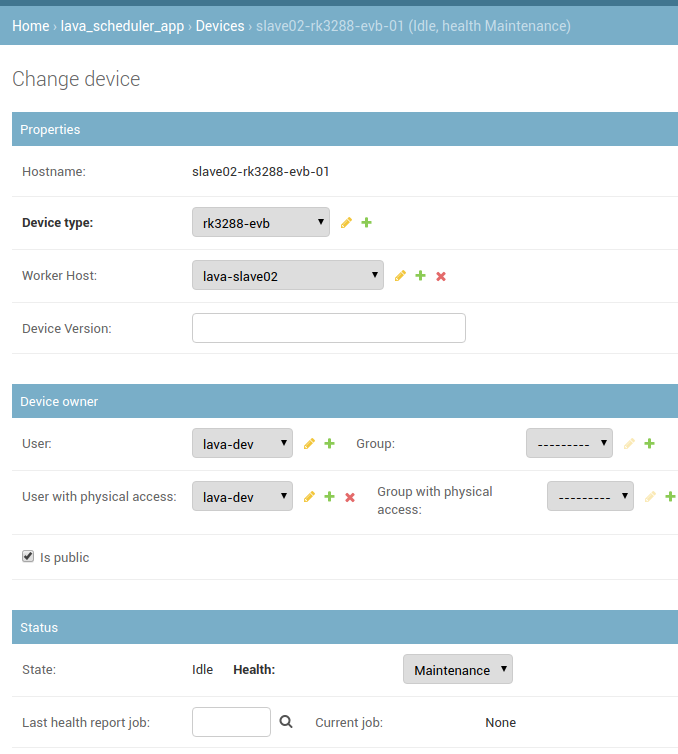 Home › lava_scheduler_app › Devices › slave02-rk3288-evb-01 (Idle, health Maintenance)
Change device
Properties
Hostname: slave02-rk3288-evb-01
Device type: rk3288-evb
Worker Host: lava-slave02
Device Version:
Device owner
User: lava-dev Group: ---------
User with physical access: lava-dev Group with physical
access: ---------
Is public
Status
State: Idle Health: Maintenance
Last health report job: Current job: None